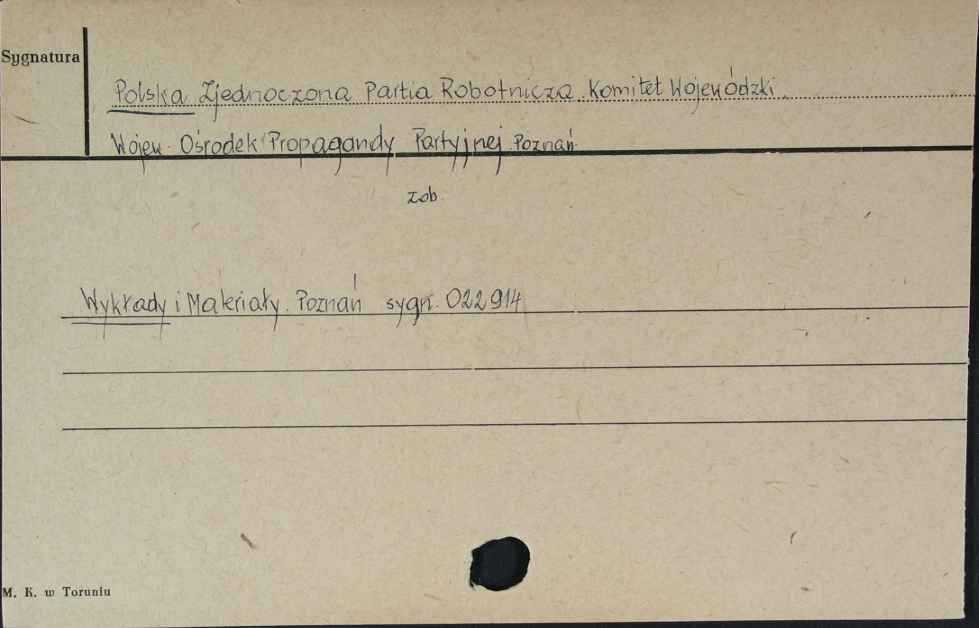 Sygnatura
Polska Zjednoczona Partia Robotnicza. Komitet Wojewódzki.
Wojew. Ośrodek Propagandy Partyjnej. Poznań.
zob
Wykłady i Materiały. Poznań sygn. 022914
M. K. w Toruniu